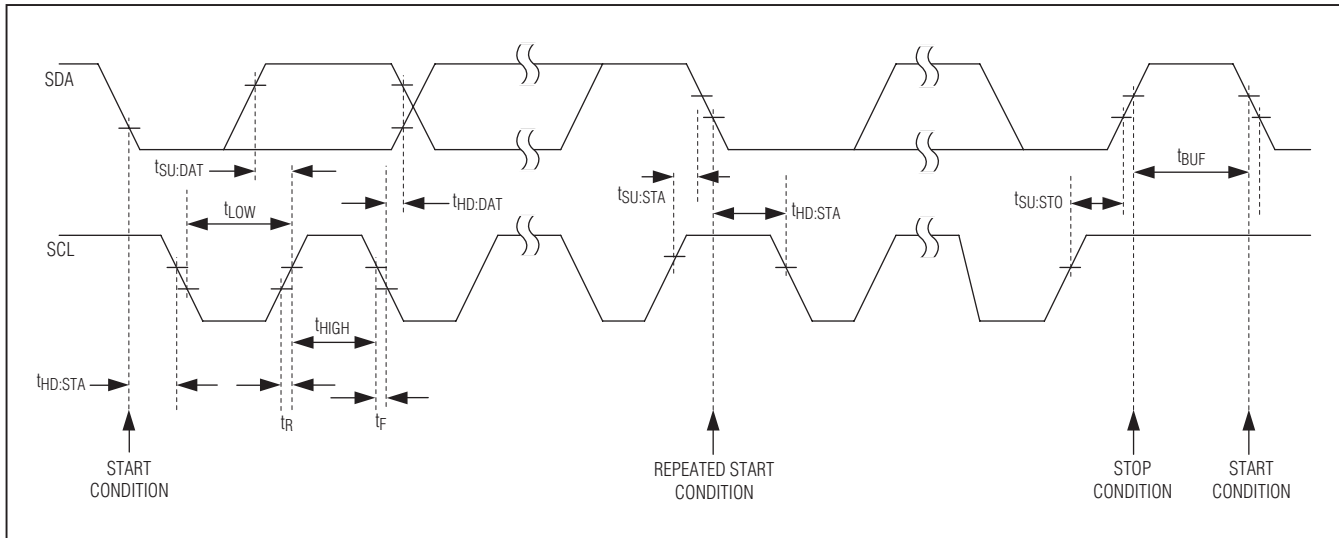 SDA
tSU:DAT
tLOW
tHD:DAT
tSU:STA
tHD:STA
tSU:STO
tBUF
SCL
tHIGH
tHD:STA
tR
tF
START
CONDITION
REPEATED START
CONDITION
STOP
CONDITION
START
CONDITION